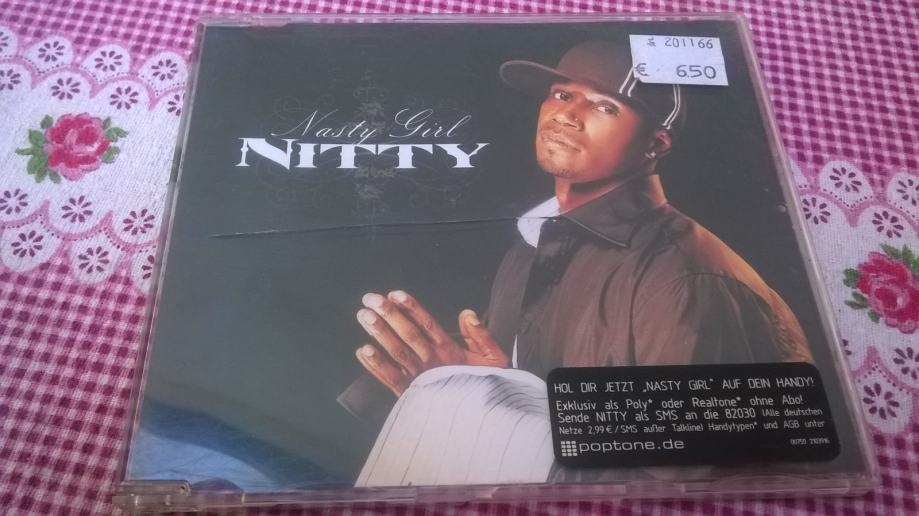 201166
€ 6.50
Nasty Girl
NITTY
HOL DIR JETZT „NASTY GIRL" AUF DEIN HANDY!
Exklusiv als Poly* oder Realtone* ohne Abo!
Sende NITTY als SMS an die 82030 (Alle deutschen
Netze 2,99 €/SMS außer Talkline) Handytypen* und AGB unter
poptone.de